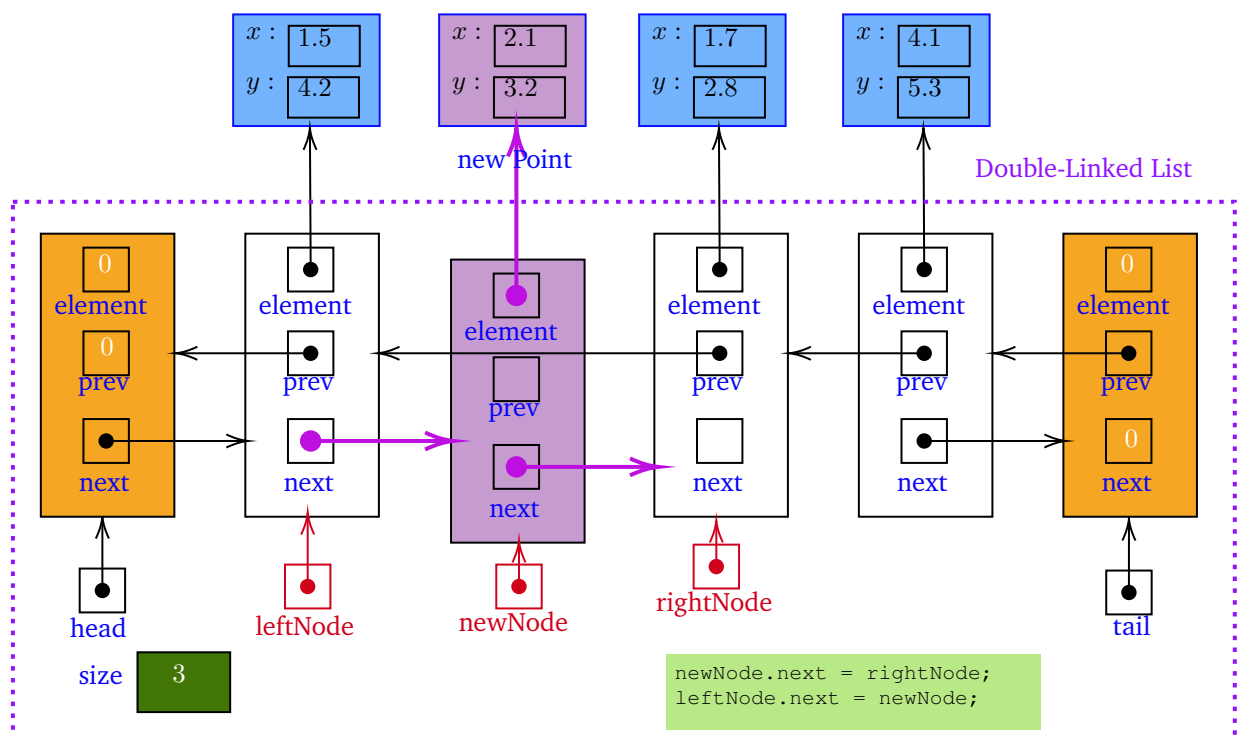 x : 1.5
y : 4.2
x : 2.1
y : 3.2
new Point
x : 1.7
y : 2.8
x : 4.1
y : 5.3
Double-Linked List
0
element
0
prev
next
element
prev
next
element
prev
next
element
prev
next
element
prev
next
0
element
prev
0
next
head
leftNode
newNode
rightNode
tail
size 3
newNode.next = rightNode;
leftNode.next = newNode;